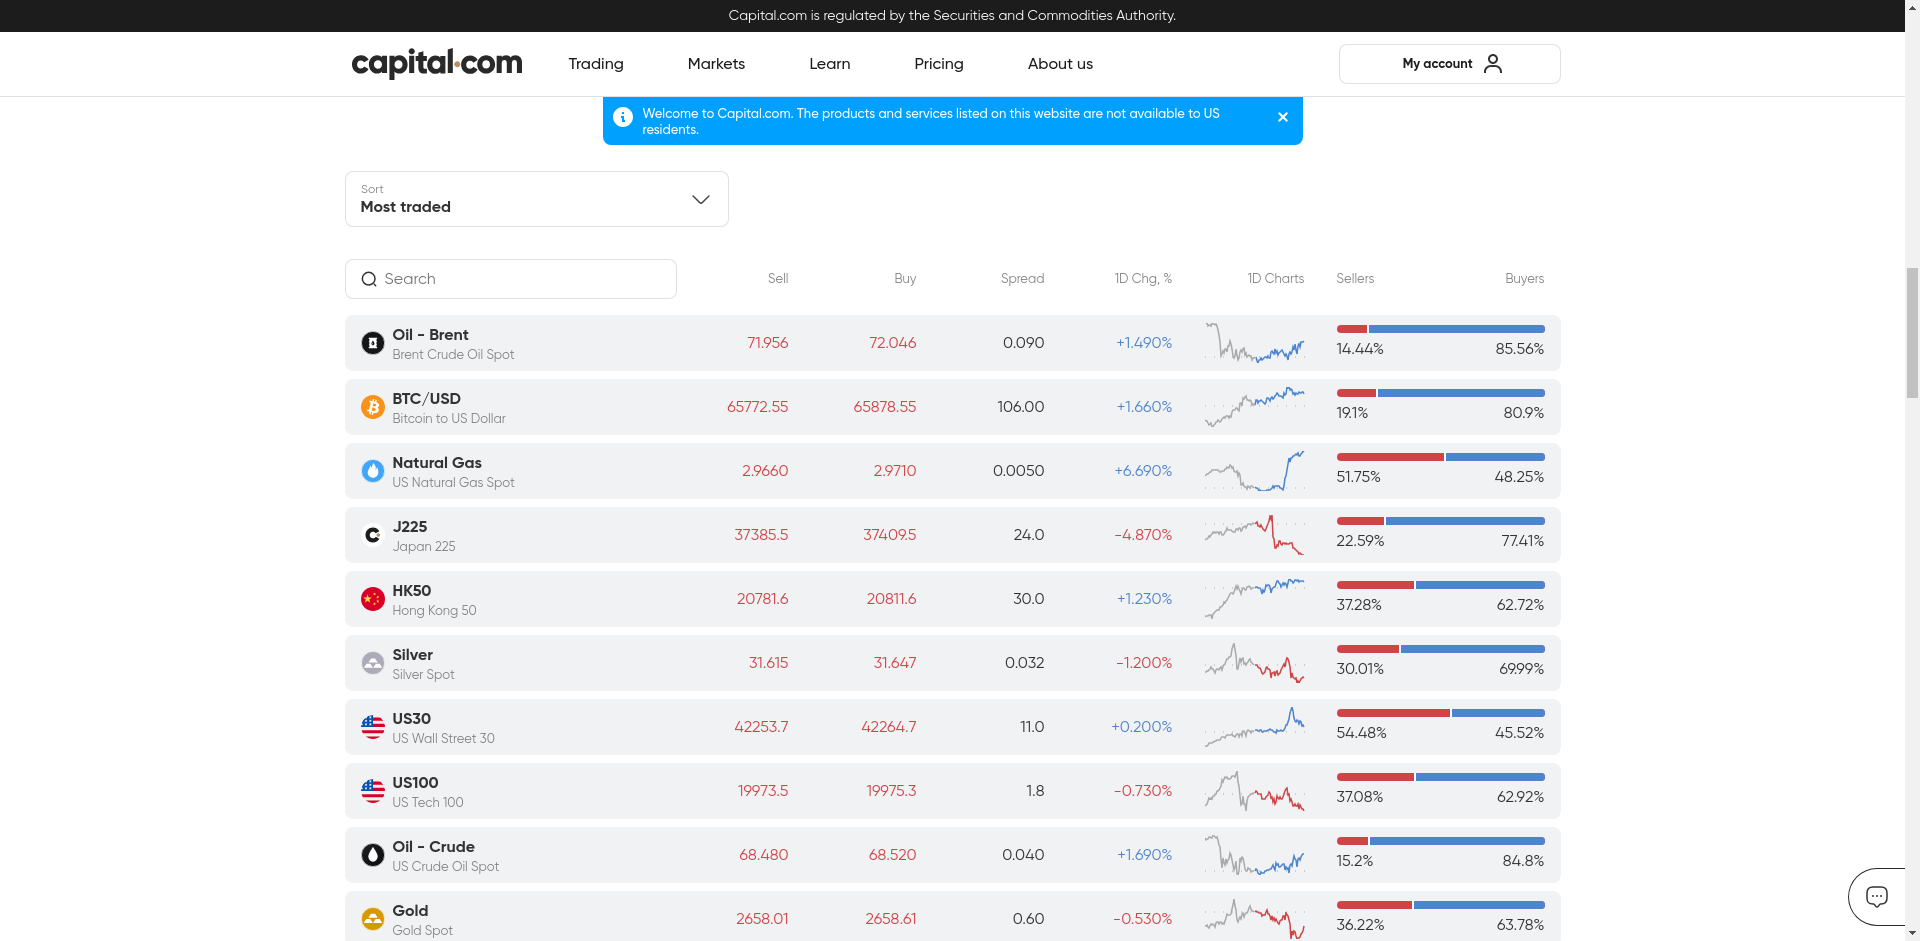 Capital.com is regulated by the Securities and Commodities Authority.
capital.com Trading Markets Learn Pricing About us My account
Welcome to Capital.com. The products and services listed on this website are not available to US
residents.
Sort
Most traded
Search Sell Buy Spread 1D Chg, % 1D Charts Sellers Buyers
Oil - Brent
Brent Crude Oil Spot
71.956 72.046 0.090 +1.490% 14.44% 85.56%
BTC/USD
Bitcoin to US Dollar
65772.55 65878.55 106.00 +1.660% 19.1% 80.9%
Natural Gas
US Natural Gas Spot
2.9660 2.9710 0.0050 +6.690% 51.75% 48.25%
J225
Japan 225
37385.5 37409.5 24.0 -4.870% 22.59% 77.41%
HK50
Hong Kong 50
20781.6 20811.6 30.0 +1.230% 37.28% 62.72%
Silver
Silver Spot
31.615 31.647 0.032 -1.200% 30.01% 69.99%
US30
US Wall Street 30
42253.7 42264.7 11.0 +0.200% 54.48% 45.52%
US100
US Tech 100
19973.5 19975.3 1.8 -0.730% 37.08% 62.92%
Oil - Crude
US Crude Oil Spot
68.480 68.520 0.040 +1.690% 15.2% 84.8%
Gold
Gold Spot
2658.01 2658.61 0.60 -0.530% 36.22% 63.78%